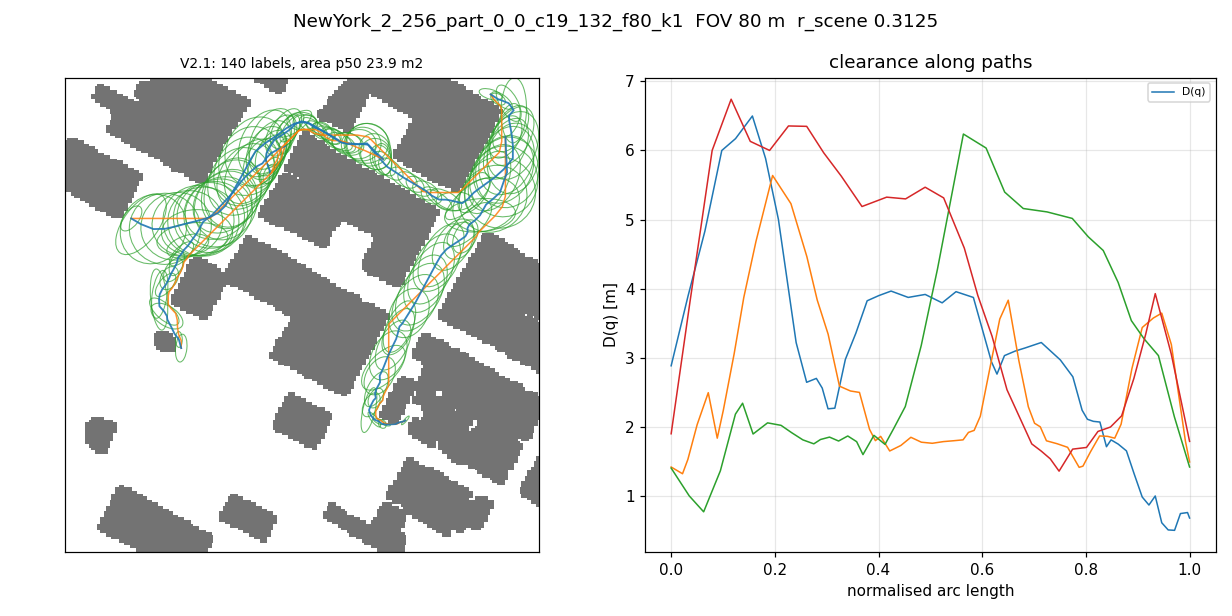 NewYork_2_256_part_0_0_c19_132_f80_k1  FOV 80 m  r_scene 0.3125
V2.1: 140 labels, area p50 23.9 m2
clearance along paths
D(q)
7
6
5
4
3
2
1
D(q) [m]
0.0 0.2 0.4 0.6 0.8 1.0
normalised arc length